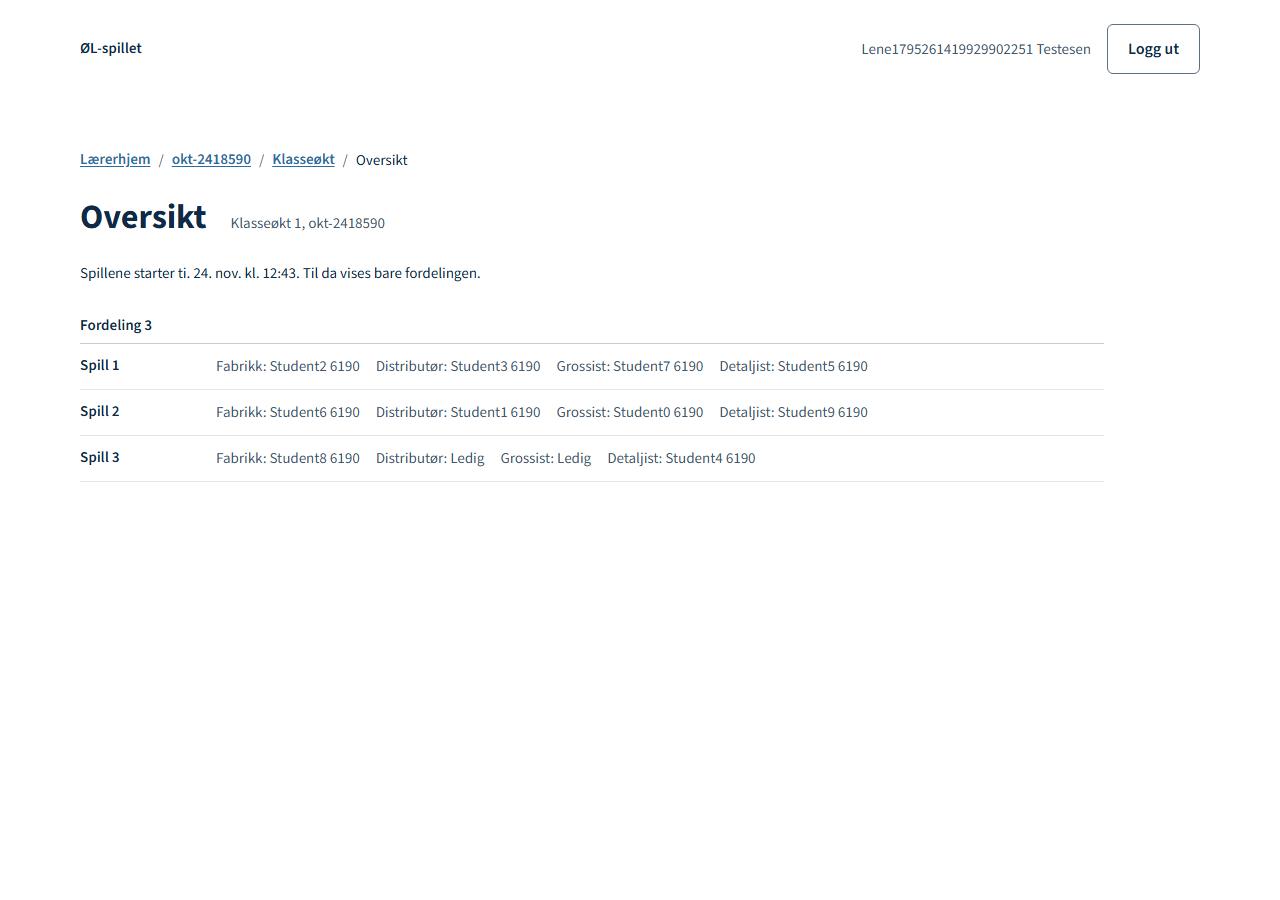 ØL-spillet
Lene1795261419929902251 Testesen
Logg ut
Lærerhjem / okt-2418590 / Klasseøkt / Oversikt
Oversikt Klasseøkt 1, okt-2418590
Spillene starter ti. 24. nov. kl. 12:43. Til da vises bare fordelingen.
Fordeling 3
Spill 1 Fabrikk: Student2 6190 Distributør: Student3 6190 Grossist: Student7 6190 Detaljist: Student5 6190
Spill 2 Fabrikk: Student6 6190 Distributør: Student1 6190 Grossist: Student0 6190 Detaljist: Student9 6190
Spill 3 Fabrikk: Student8 6190 Distributør: Ledig Grossist: Ledig Detaljist: Student4 6190